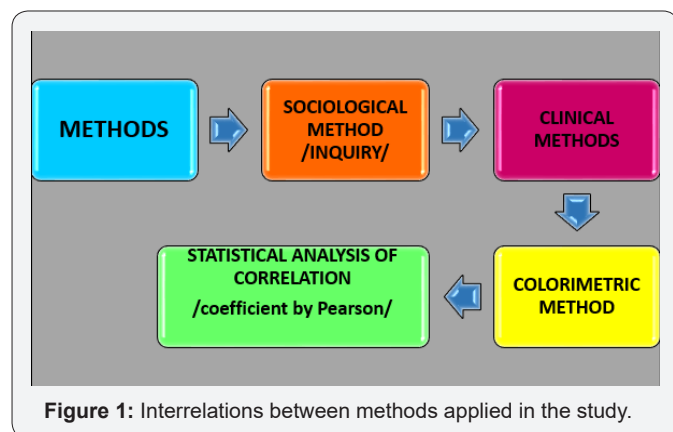 METHODS
SOCIOLOGICAL
METHOD
/INQUIRY/
CLINICAL
METHODS
COLORIMETRIC
METHOD
STATISTICAL ANALYSIS OF
CORRELATION
/coefficient by Pearson/
Figure 1: Interrelations between methods applied in the study.